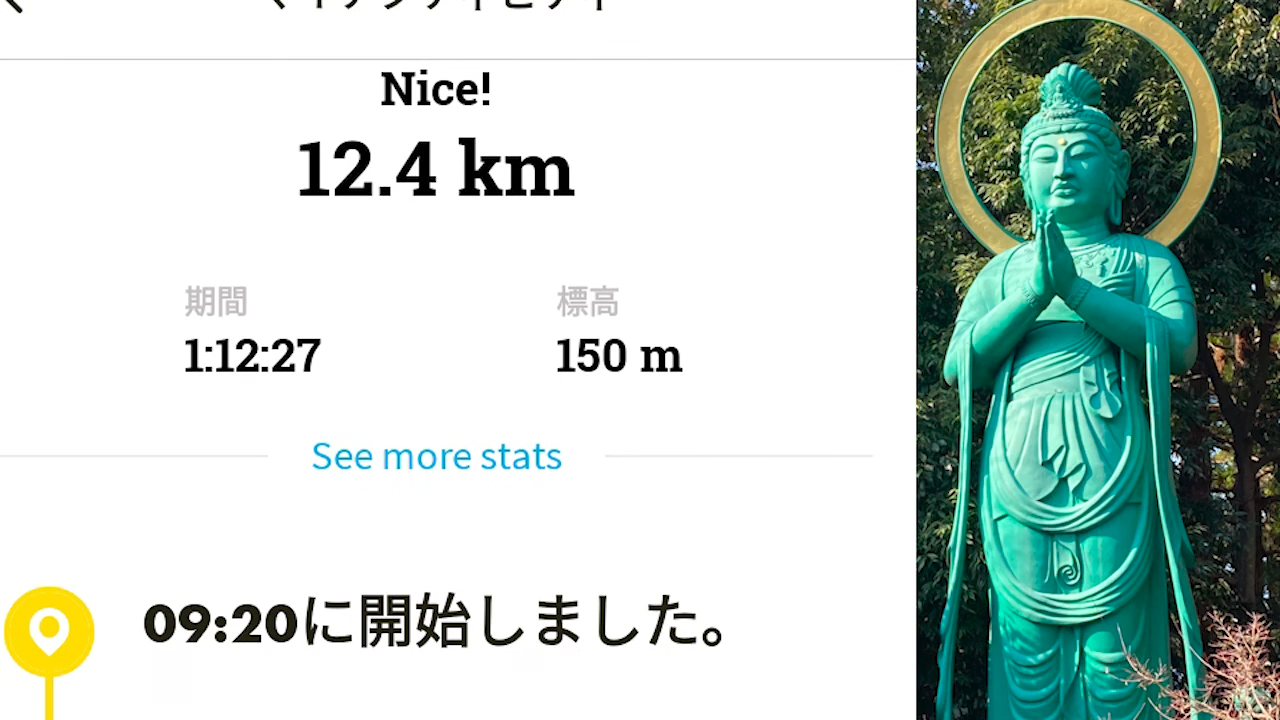 Nice!
12.4 km
期間
標高
1:12:27
150 m
See more stats
09:20に開始しました。